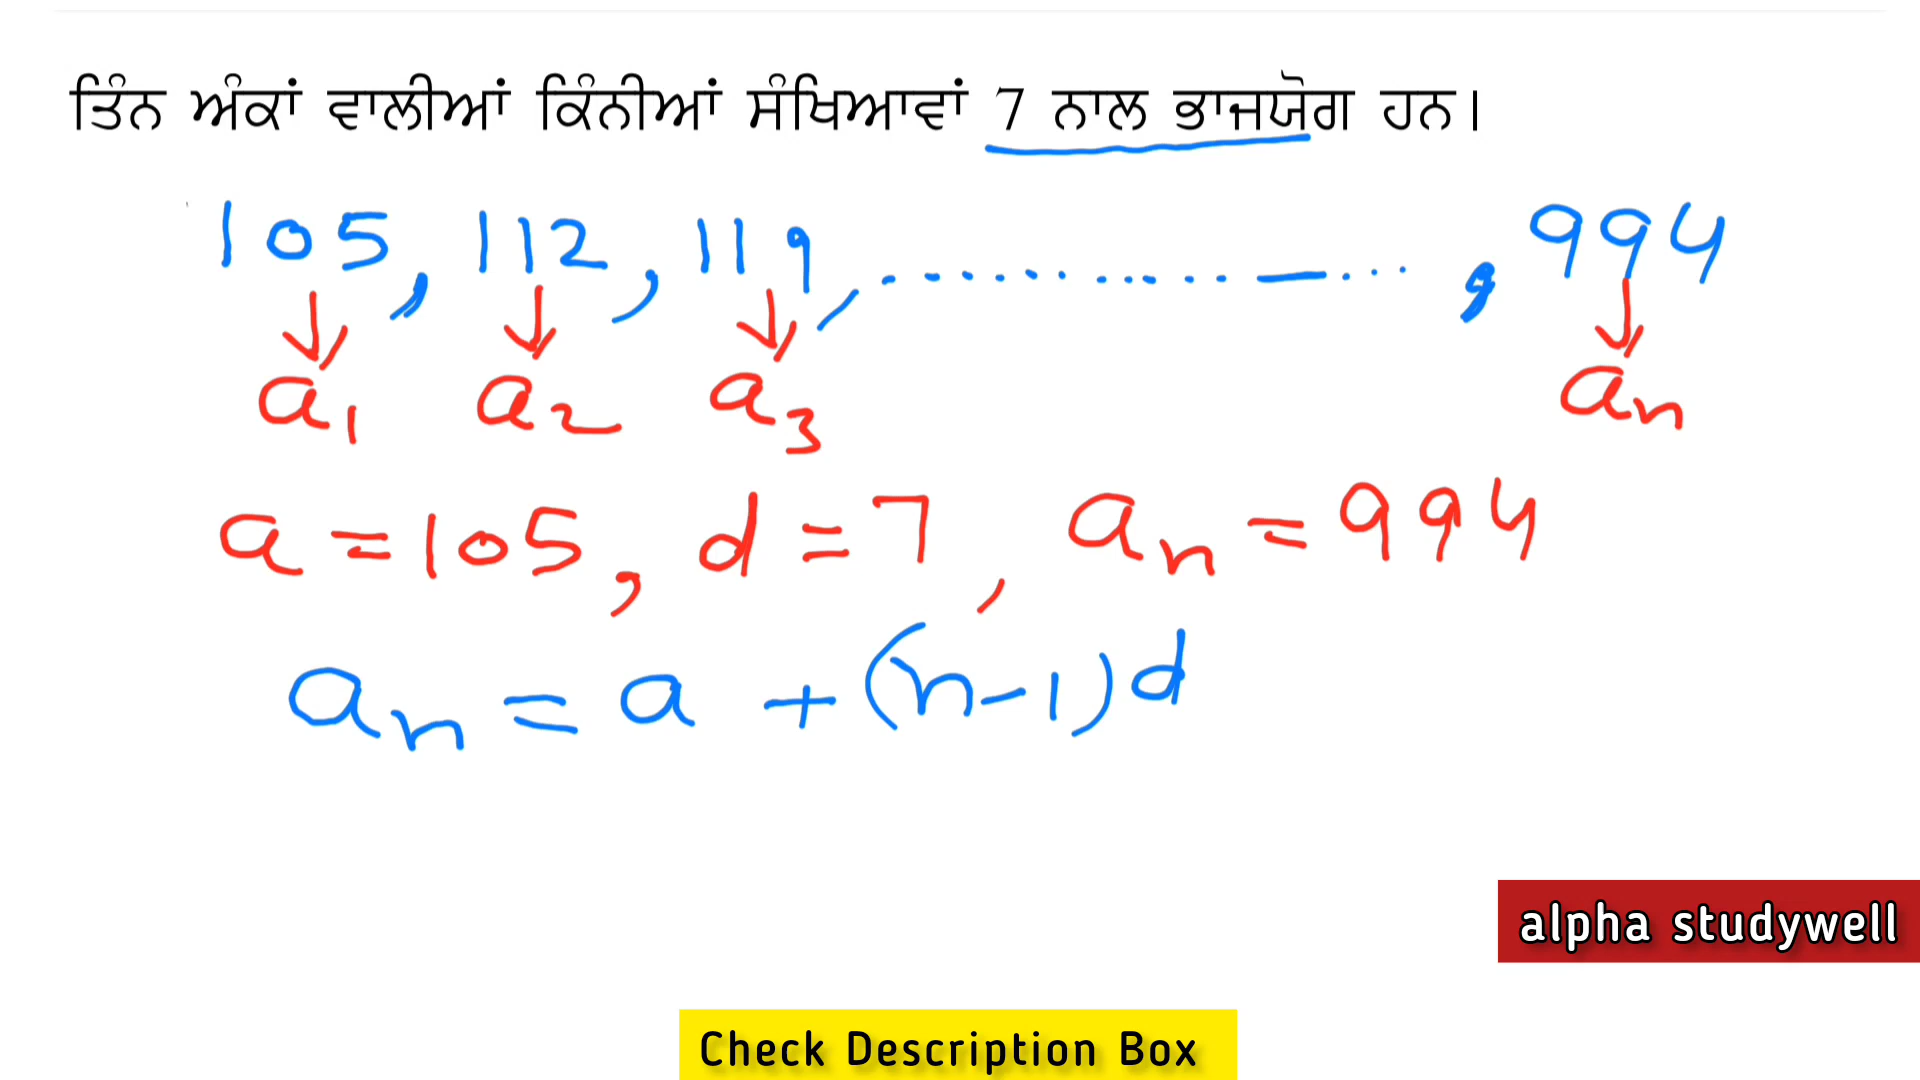 ਤਿੰਨ ਅੰਕਾਂ ਵਾਲੀਆਂ ਕਿੰਨੀਆਂ ਸੰਖਿਆਵਾਂ 7 ਨਾਲ ਭਾਜਯੋਗ ਹਨ।
105, 112, 119, .............—..., 994
a₁ a₂ a₃ aₙ
a = 105, d = 7, aₙ = 994
aₙ = a + (n-1)d
alpha studywell
Check Description Box